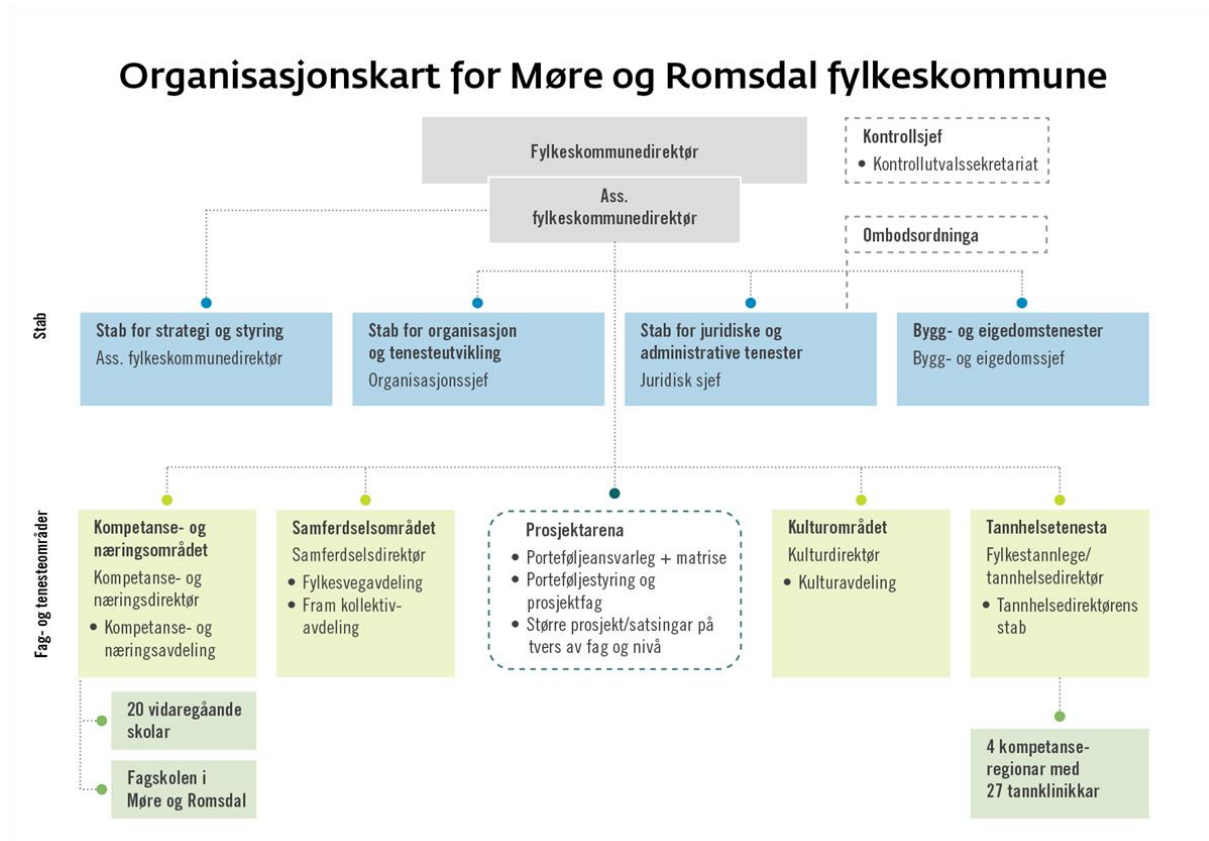 Organisasjonskart for Møre og Romsdal fylkeskommune
Fylkeskommunedirektør
Ass.
fylkeskommunedirektør
Kontrollsjef
• Kontrollutvalssekretariat
Ombodsordninga
Stab
Stab for strategi og styring
Ass. fylkeskommunedirektør
Stab for organisasjon
og tenesteutvikling
Organisasjonssjef
Stab for juridiske og
administrative tenester
Juridisk sjef
Bygg- og eigedomstenester
Bygg- og eigedomssjef
Fag- og tenesteområder
Kompetanse- og
næringsområdet
Kompetanse- og
næringsdirektør
• Kompetanse- og
næringsavdeling
20 vidaregåande
skolar
Fagskolen i
Møre og Romsdal
Samferdselsområdet
Samferdselsdirektør
• Fylkesvegavdeling
• Fram kollektiv-
avdeling
Prosjektarena
• Porteføljeansvarleg + matrise
• Porteføljestyring og
prosjektfag
• Større prosjekt/satsingar på
tvers av fag og nivå
Kulturområdet
Kulturdirektør
• Kulturavdeling
Tannhelsetenesta
Fylkestannlege/
tannhelsedirektør
• Tannhelsedirektørens
stab
4 kompetanse-
regionar med
27 tannklinikkar